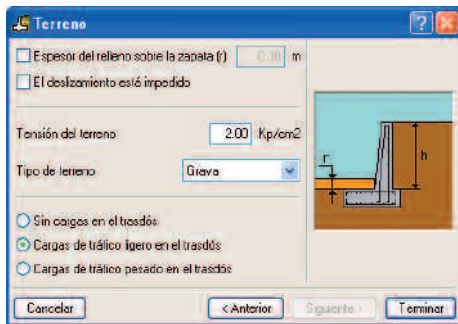 Terreno
Espesor del relleno sobre la zapata (r) 0.30 m
El deslizamiento está impedido
Tensión del terreno 2.00 Kp/cm2
Tipo de terreno Grava
Sin cargas en el trasdós
Cargas de tráfico ligero en el trasdós
Cargas de tráfico pesado en el trasdós
r
h
Cancelar < Anterior Siguiente > Terminar